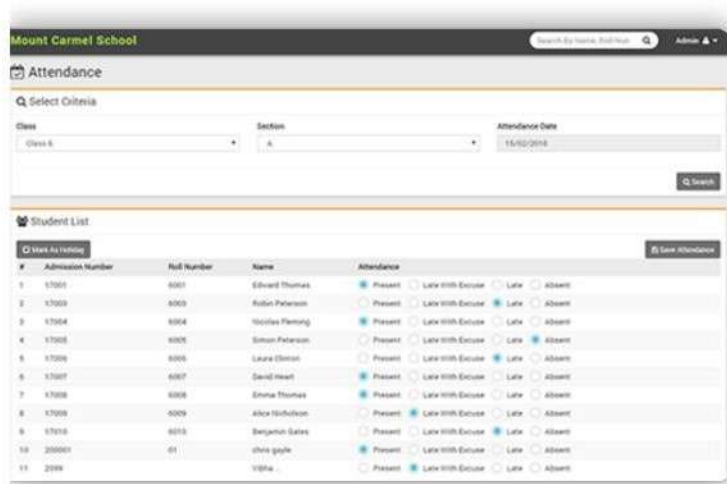 Mount Carmel School
Admin
Attendance
Select Criteria
Class Section Attendance Date
Class 6 A 15/02/2018
Search
Student List
Mark As Holiday Save Attendance
# Admission Number Roll Number Name Attendance
1 17001 6001 Edward Thomas Present Late With Excuse Late Absent
2 17003 6003 Robin Peterson Present Late With Excuse Late Absent
3 17004 6004 Nicolas Fleming Present Late With Excuse Late Absent
4 17005 6005 Simon Peterson Present Late With Excuse Late Absent
5 17006 6006 Laura Clinton Present Late With Excuse Late Absent
6 17007 6007 David Heart Present Late With Excuse Late Absent
7 17008 6008 Emma Thomas Present Late With Excuse Late Absent
8 17009 6009 Alice Nicholson Present Late With Excuse Late Absent
9 17010 6010 Benjamin Gates Present Late With Excuse Late Absent
10 200001 01 chris gayle Present Late With Excuse Late Absent
11 2099 Vibha .. Present Late With Excuse Late Absent